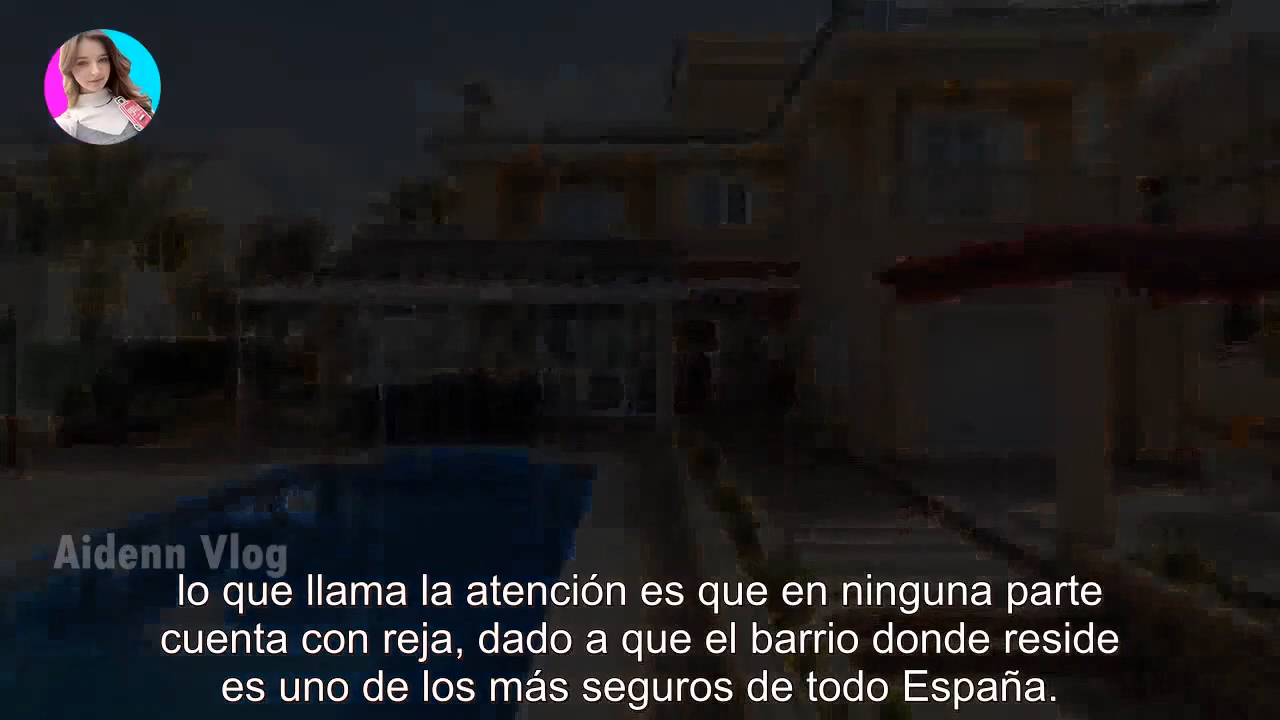 Aidenn Vlog
lo que llama la atención es que en ninguna parte
cuenta con reja, dado a que el barrio donde reside
es uno de los más seguros de todo España.